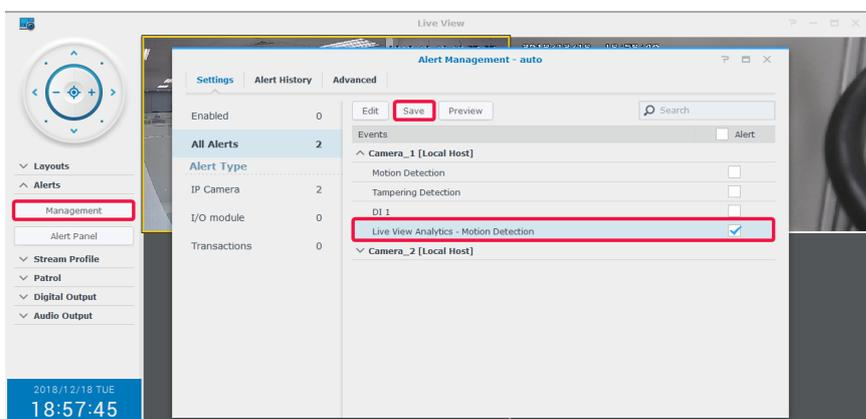 Live View
Alert Management - auto
Settings Alert History Advanced
Enabled 0
All Alerts 2
Alert Type
IP Camera 2
I/O module 0
Transactions 0
Edit Save Preview Search
Events Alert
Camera_1 [Local Host]
Motion Detection
Tampering Detection
DI 1
Live View Analytics - Motion Detection
Camera_2 [Local Host]
Layouts
Alerts
Management
Alert Panel
Stream Profile
Patrol
Digital Output
Audio Output
2018/12/18 TUE
18:57:45